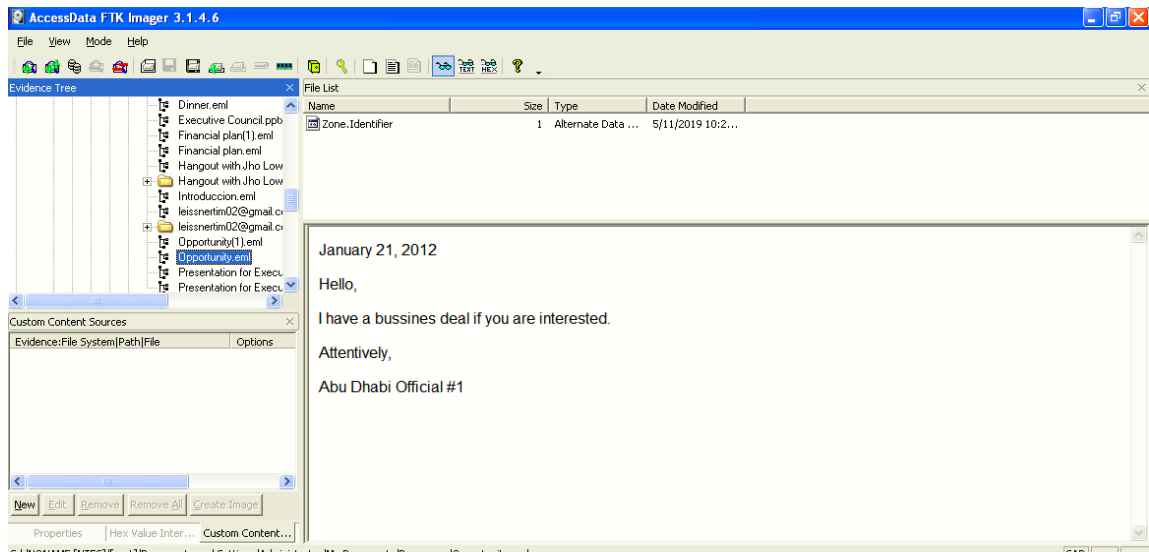 AccessData FTK Imager 3.1.4.6
File View Mode Help
TEXT HEX
Evidence Tree
Dinner.eml
Executive Council.pptx
Financial plan(1).eml
Financial plan.eml
Hangout with Jho Low
Hangout with Jho Low
Introduccion.eml
leissnertim02@gmail.co
leissnertim02@gmail.co
Opportunity(1).eml
Opportunity.eml
Presentation for Execu
Presentation for Execu
File List
Name Size Type Date Modified
Zone.Identifier 1 Alternate Data ... 5/11/2019 10:2...
January 21, 2012
Hello,
I have a bussines deal if you are interested.
Attentively,
Abu Dhabi Official #1
Custom Content Sources
Evidence:File System|Path|File Options
New Edit Remove Remove All Create Image
Properties Hex Value Inter... Custom Content...